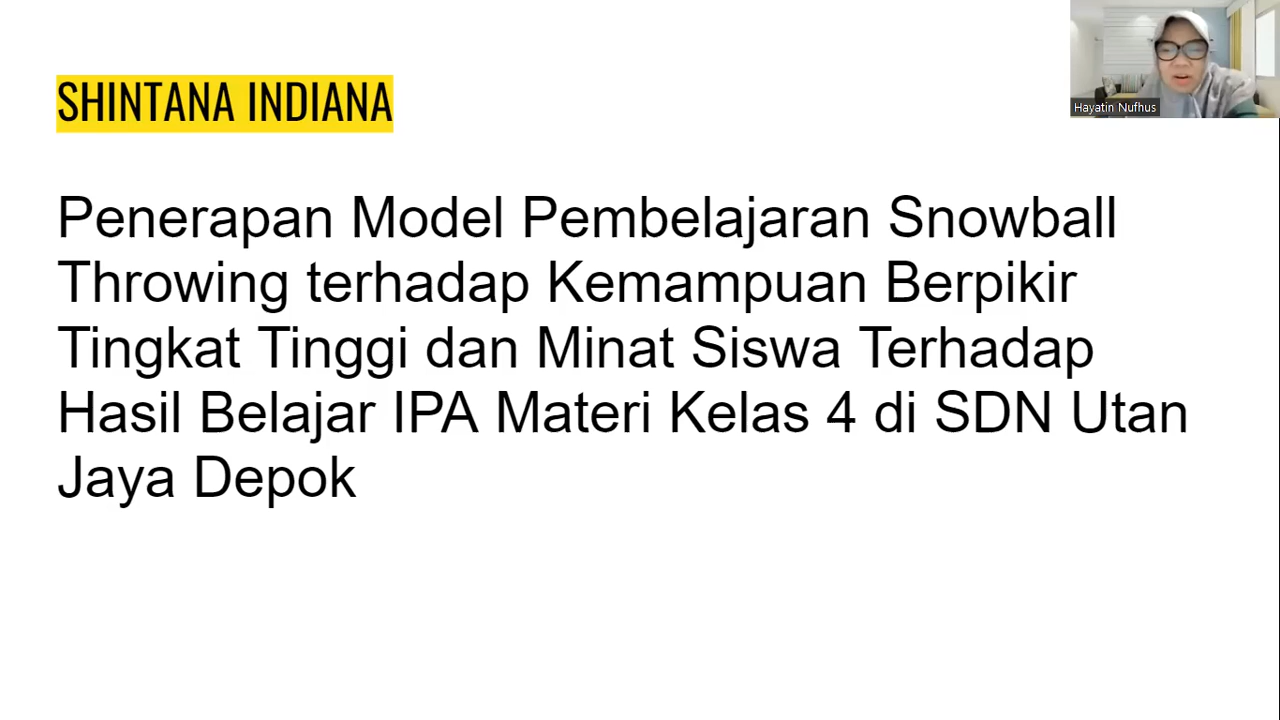 SHINTANA INDIANA
Hayatin Nufhus
Penerapan Model Pembelajaran Snowball
Throwing terhadap Kemampuan Berpikir
Tingkat Tinggi dan Minat Siswa Terhadap
Hasil Belajar IPA Materi Kelas 4 di SDN Utan
Jaya Depok